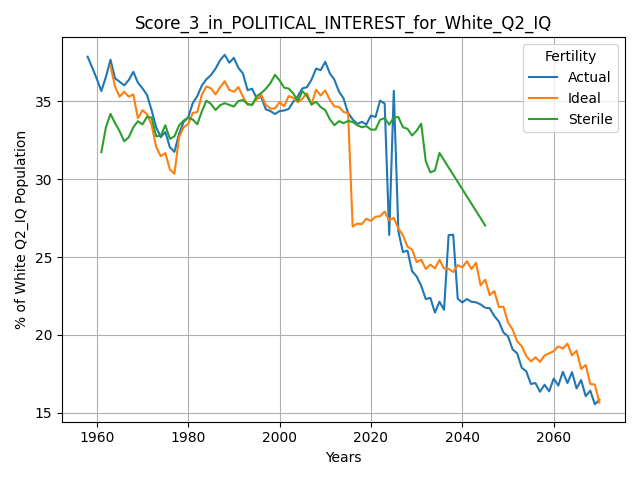 Score_3_in_POLITICAL_INTEREST_for_White_Q2_IQ
Fertility
Actual
Ideal
Sterile
% of White Q2_IQ Population
35
30
25
20
15
1960
1980
2000
2020
2040
2060
Years